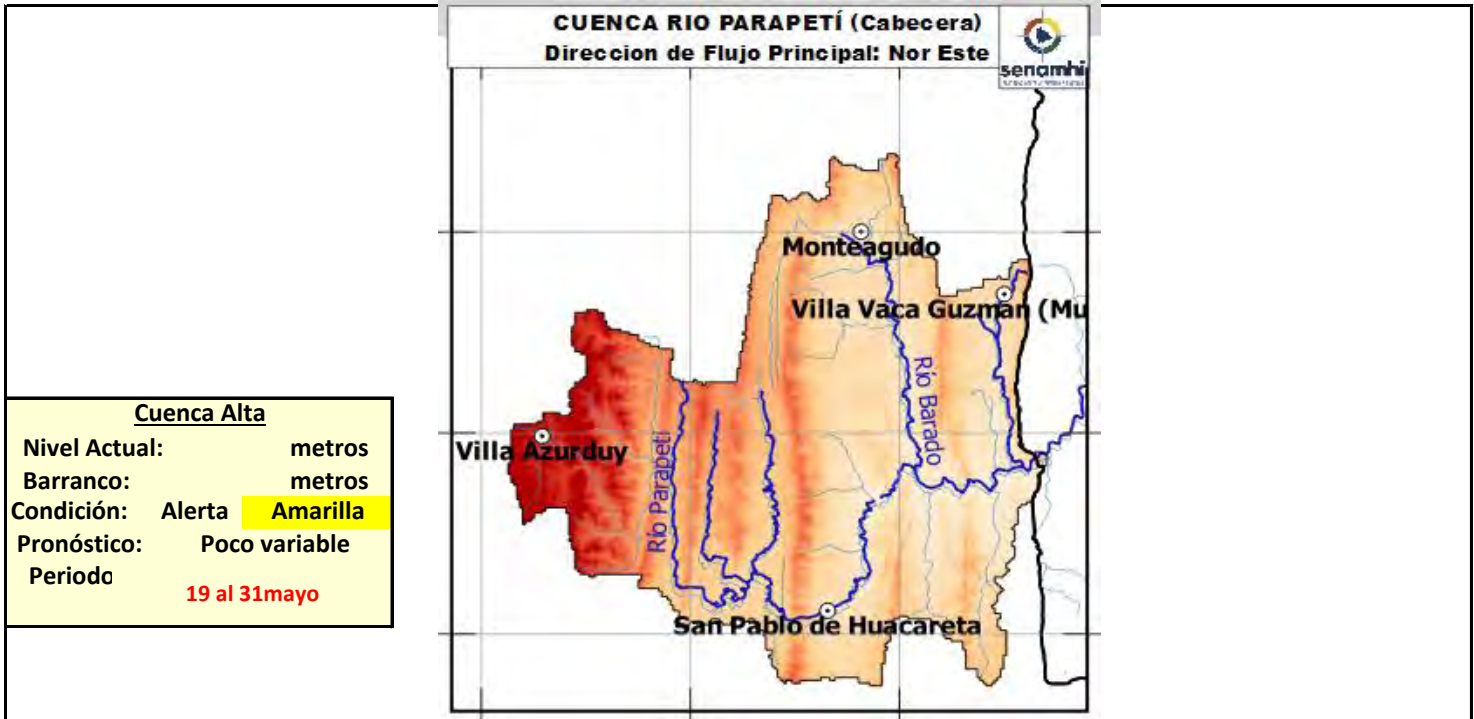 CUENCA RIO PARAPETÍ (Cabecera)
Direccion de Flujo Principal: Nor Este
senamhi
Monteagudo
Villa Vaca Guzmán (Mu
Río Barado
Villa Azurduy
Río Parapetí
San Pablo de Huacareta
Cuenca Alta
Nivel Actual: metros
Barranco: metros
Condición: Alerta Amarilla
Pronóstico: Poco variable
Periodo
19 al 31mayo